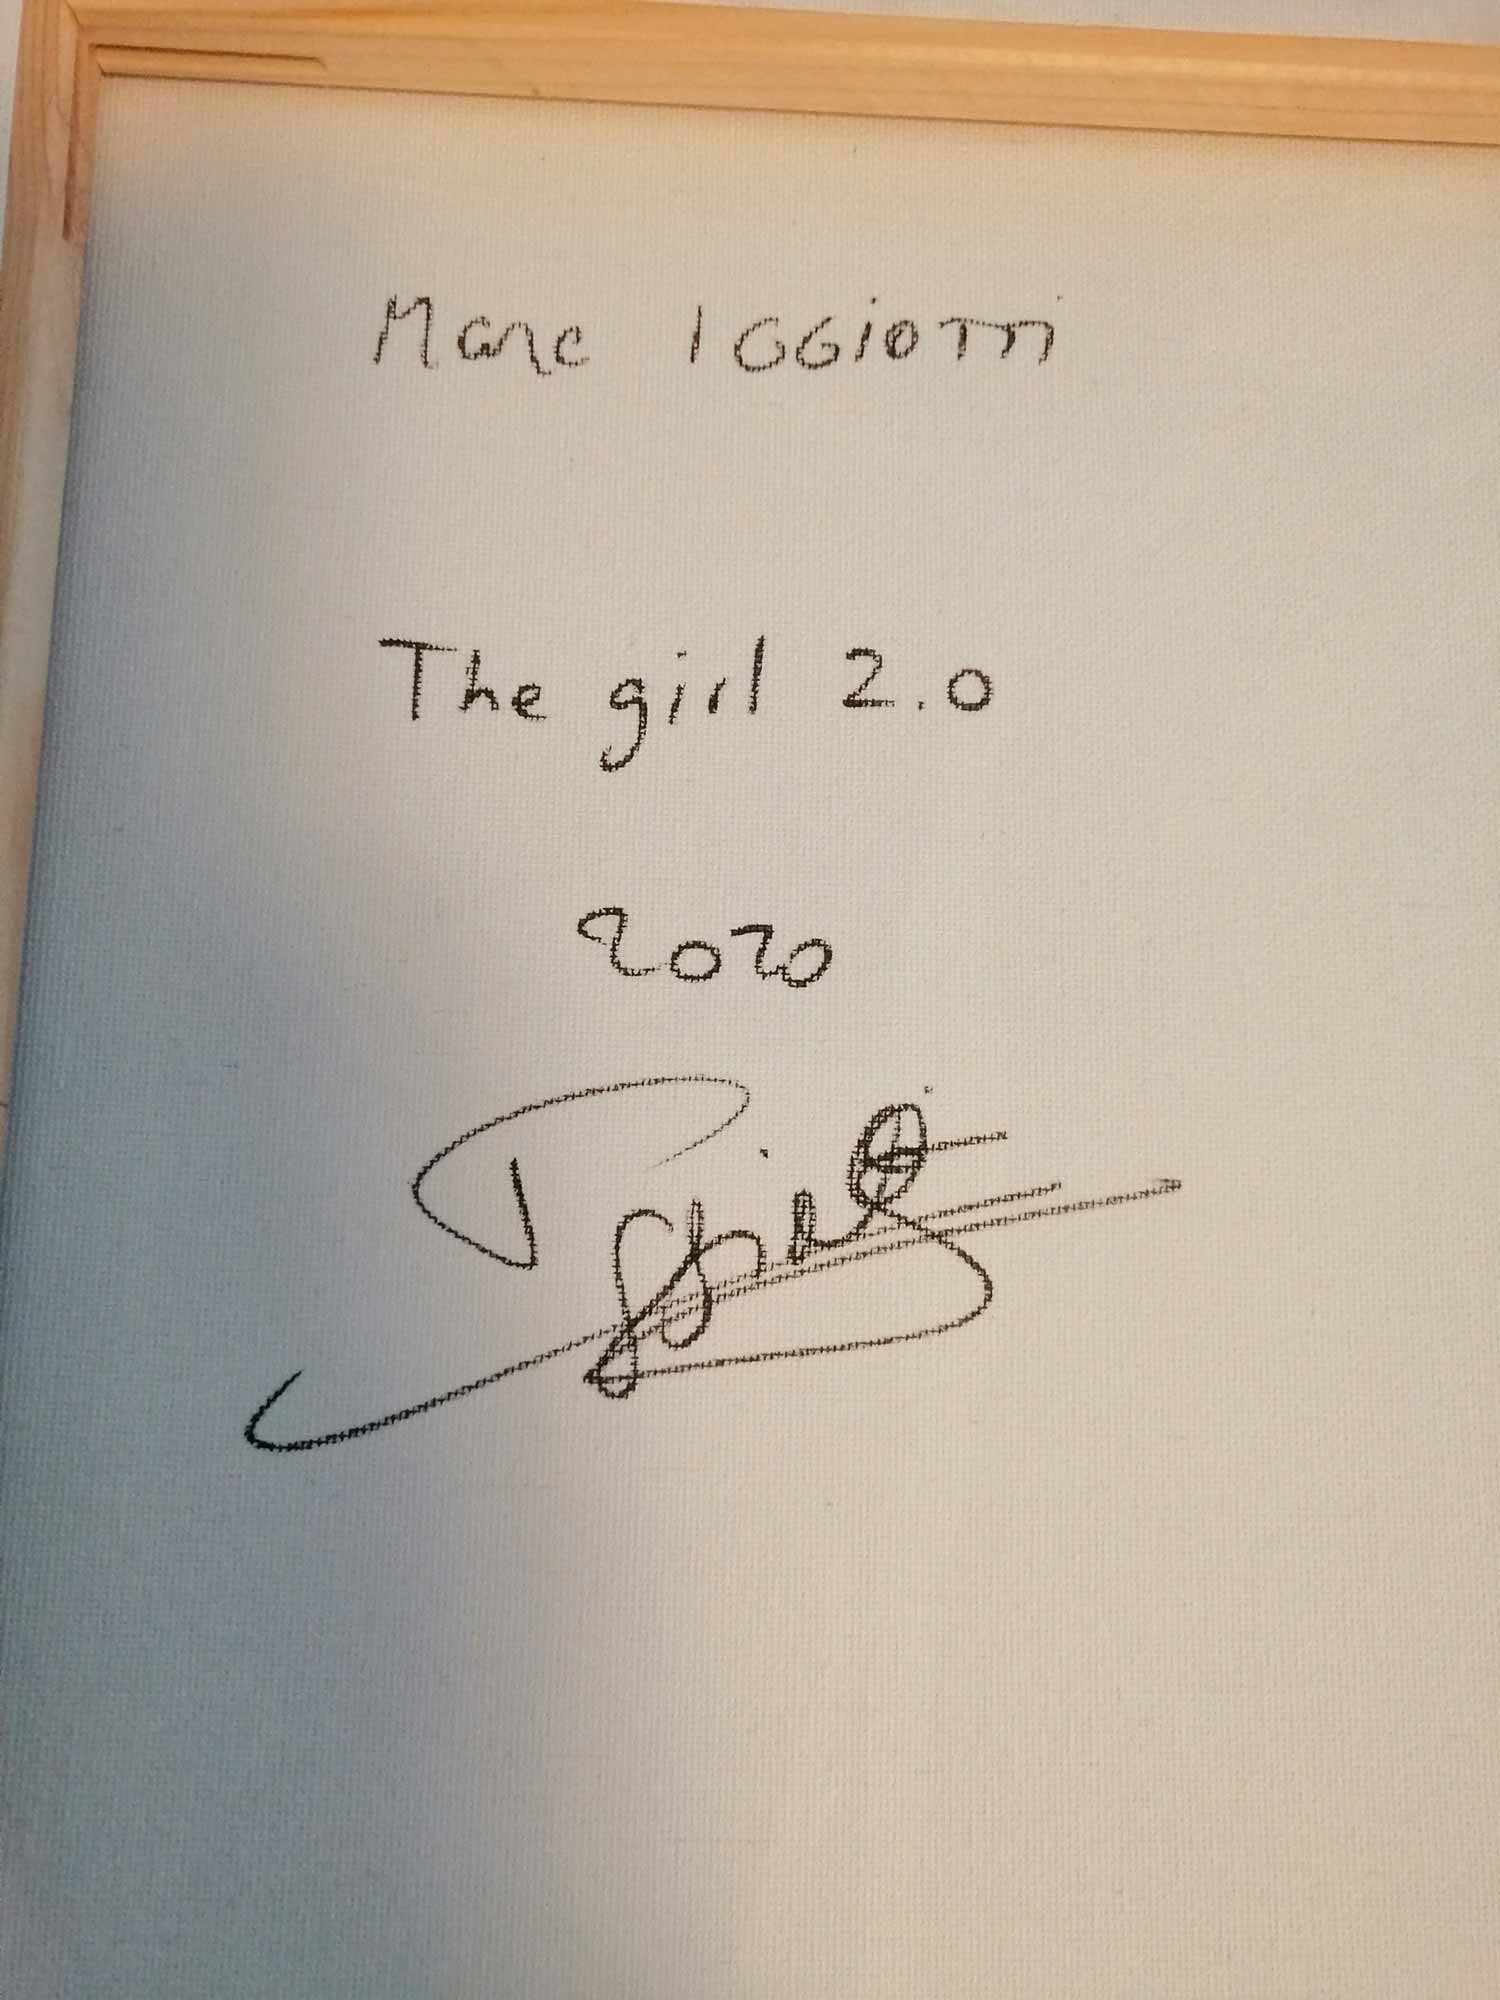 Marc IGGIOTTI
The girl 2.0
2020